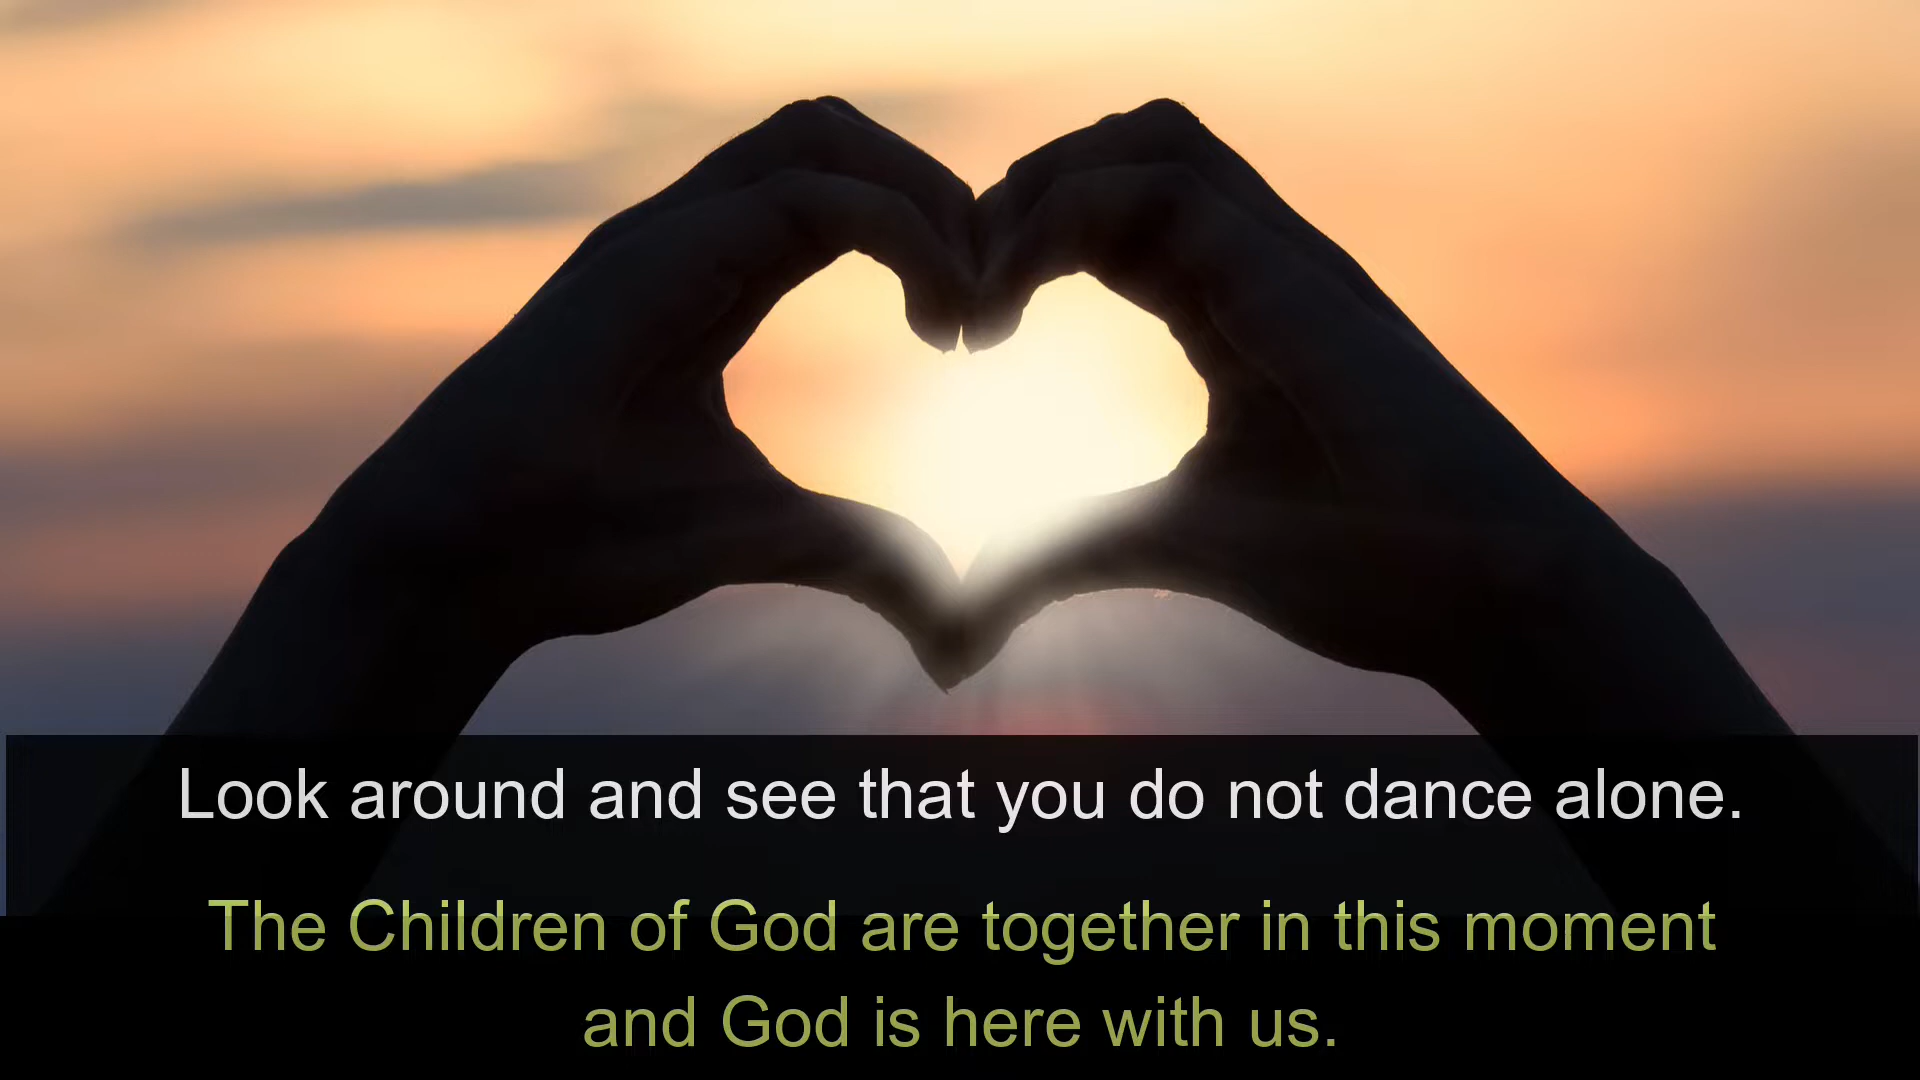 Look around and see that you do not dance alone.
The Children of God are together in this moment
and God is here with us.